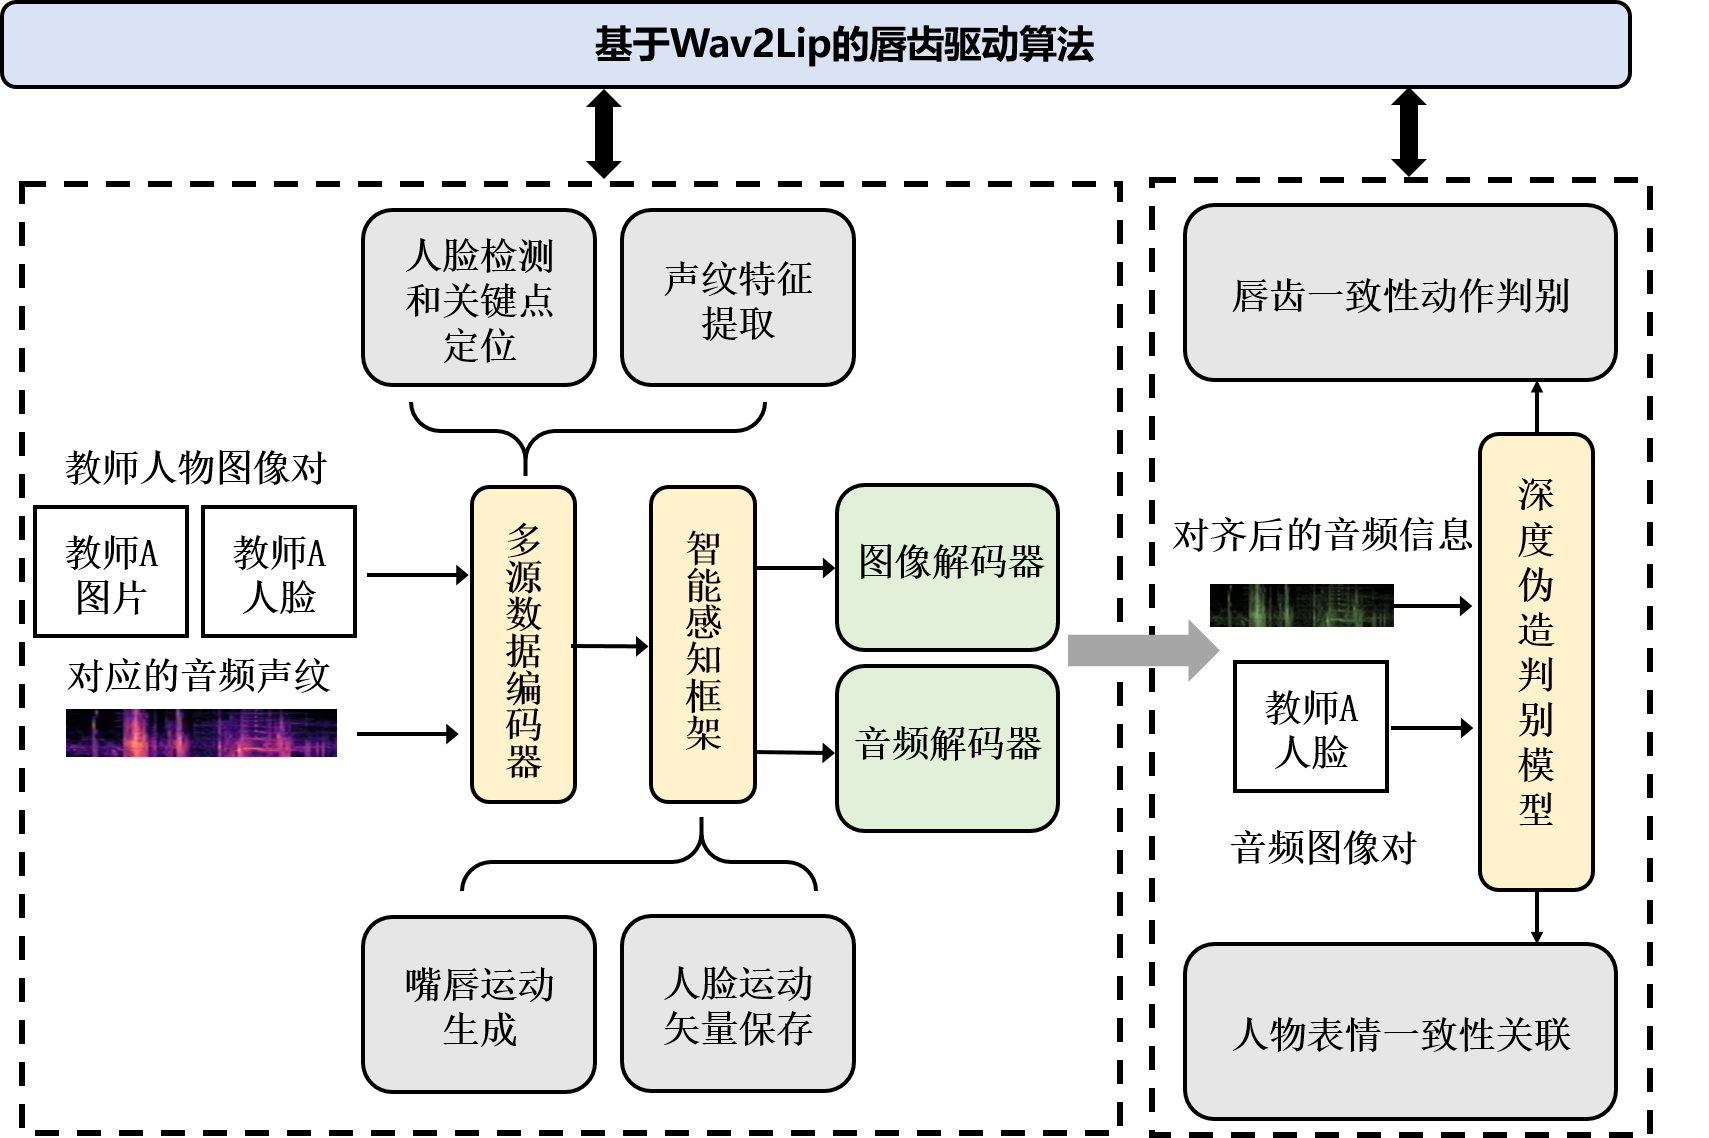 基于Wav2Lip的唇齿驱动算法
人脸检测
和关键点
定位
声纹特征
提取
教师人物图像对
教师A
图片
教师A
人脸
对应的音频声纹
多源数据编码器
智能感知框架
图像解码器
音频解码器
嘴唇运动
生成
人脸运动
矢量保存
唇齿一致性动作判别
对齐后的音频信息
教师A
人脸
音频图像对
深度伪造判别模型
人物表情一致性关联